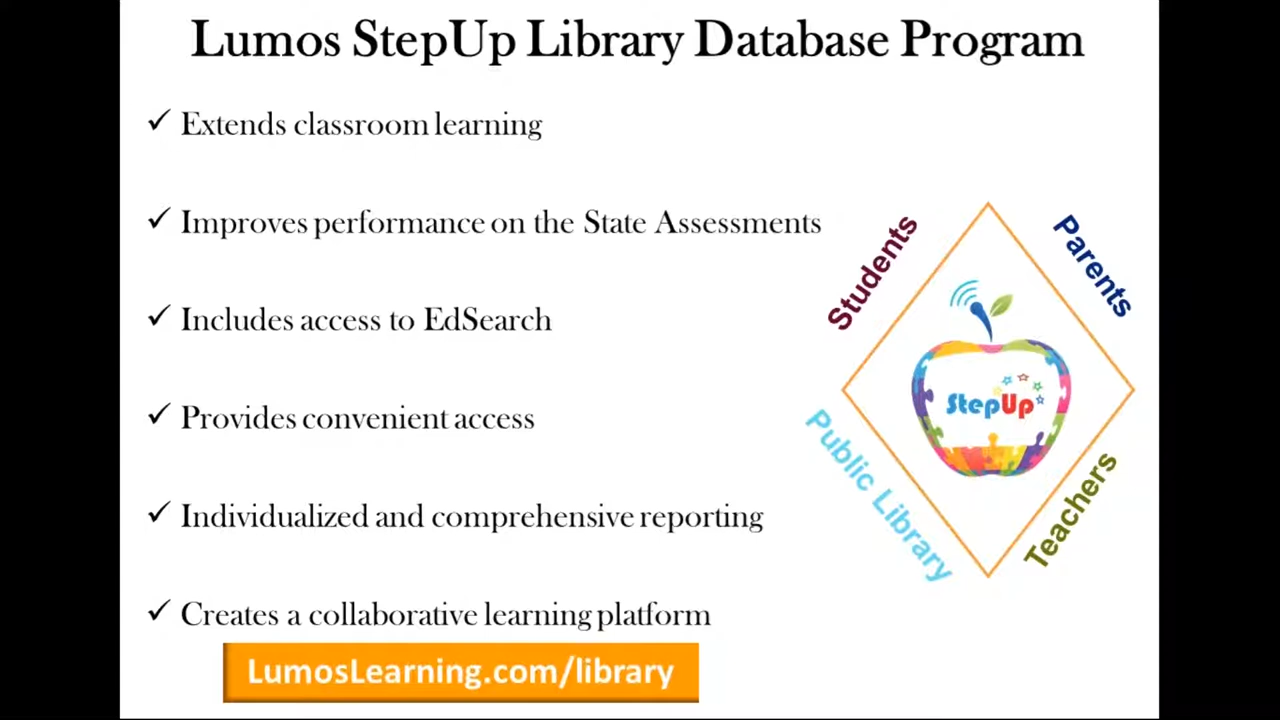 Lumos StepUp Library Database Program
✓ Extends classroom learning
✓ Improves performance on the State Assessments
✓ Includes access to EdSearch
✓ Provides convenient access
✓ Individualized and comprehensive reporting
✓ Creates a collaborative learning platform
LumosLearning.com/library
Students
Parents
StepUp
Public Library
Teachers